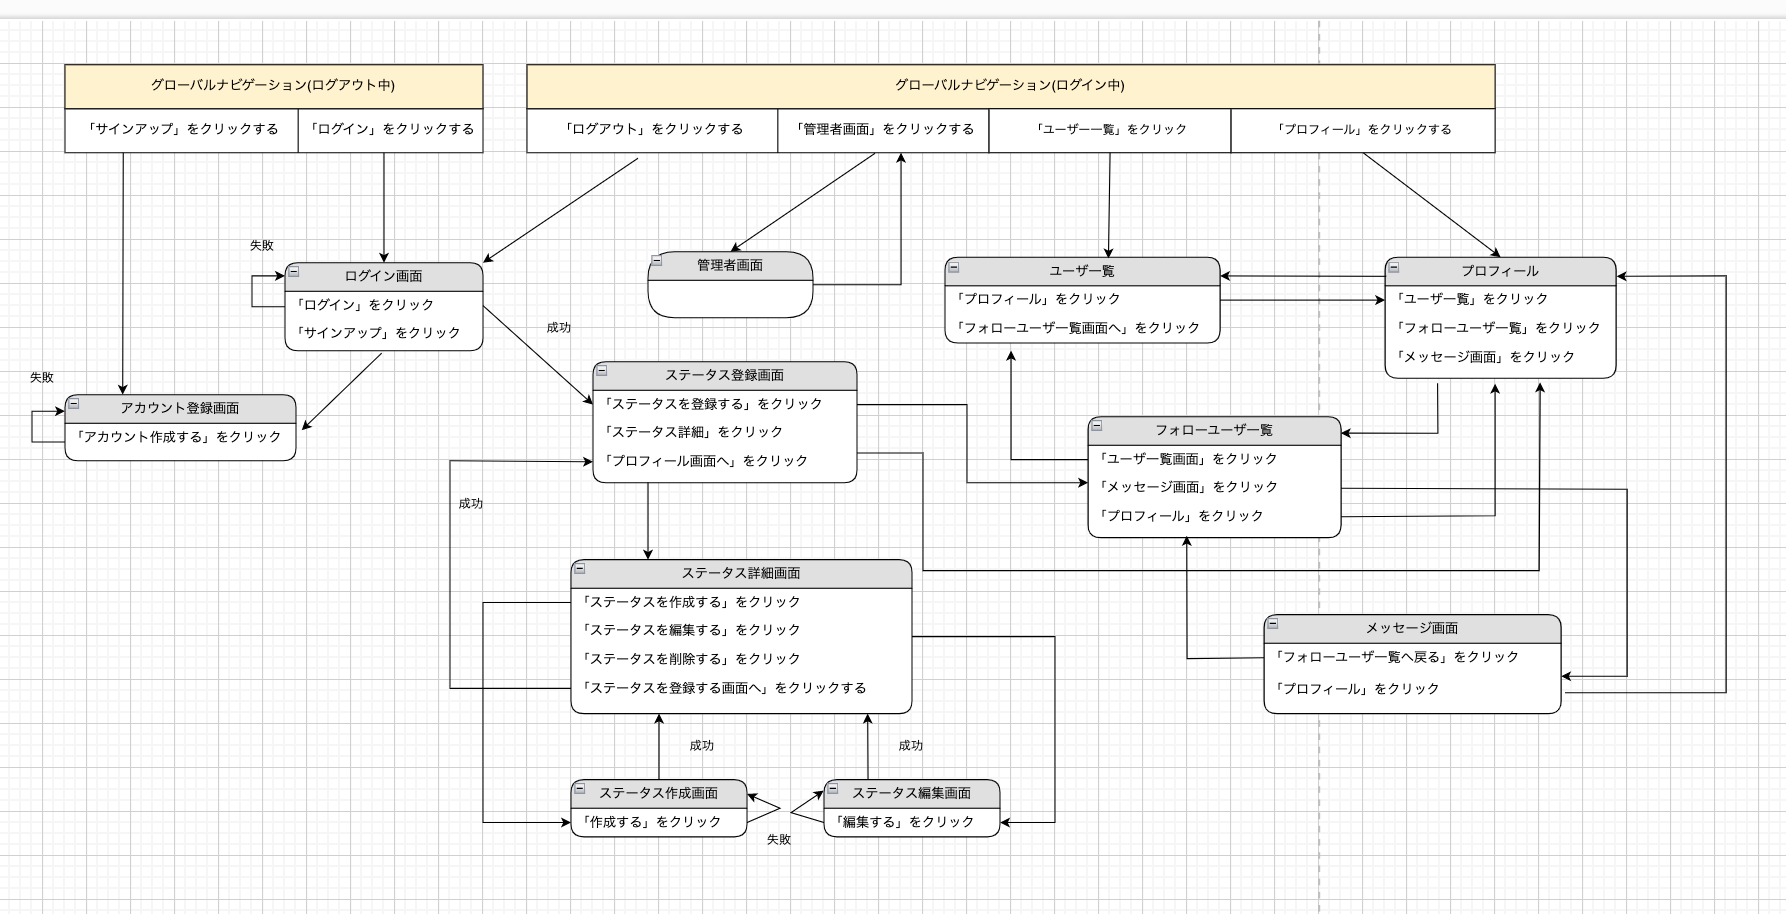 グローバルナビゲーション(ログアウト中)
「サインアップ」をクリックする
「ログイン」をクリックする
グローバルナビゲーション(ログイン中)
「ログアウト」をクリックする
「管理者画面」をクリックする
「ユーザー一覧」をクリック
「プロフィール」をクリックする
失敗
ログイン画面
「ログイン」をクリック
「サインアップ」をクリック
成功
管理者画面
ユーザ一覧
「プロフィール」をクリック
「フォローユーザ一覧画面へ」をクリック
プロフィール
「ユーザ一覧」をクリック
「フォローユーザ一覧」をクリック
「メッセージ画面」をクリック
失敗
アカウント登録画面
「アカウント作成する」をクリック
ステータス登録画面
「ステータスを登録する」をクリック
「ステータス詳細」をクリック
「プロフィール画面へ」をクリック
フォローユーザ一覧
「ユーザ一覧画面」をクリック
「メッセージ画面」をクリック
「プロフィール」をクリック
成功
ステータス詳細画面
「ステータスを作成する」をクリック
「ステータスを編集する」をクリック
「ステータスを削除する」をクリック
「ステータスを登録する画面へ」をクリックする
メッセージ画面
「フォローユーザ一覧へ戻る」をクリック
「プロフィール」をクリック
成功
成功
ステータス作成画面
「作成する」をクリック
失敗
ステータス編集画面
「編集する」をクリック